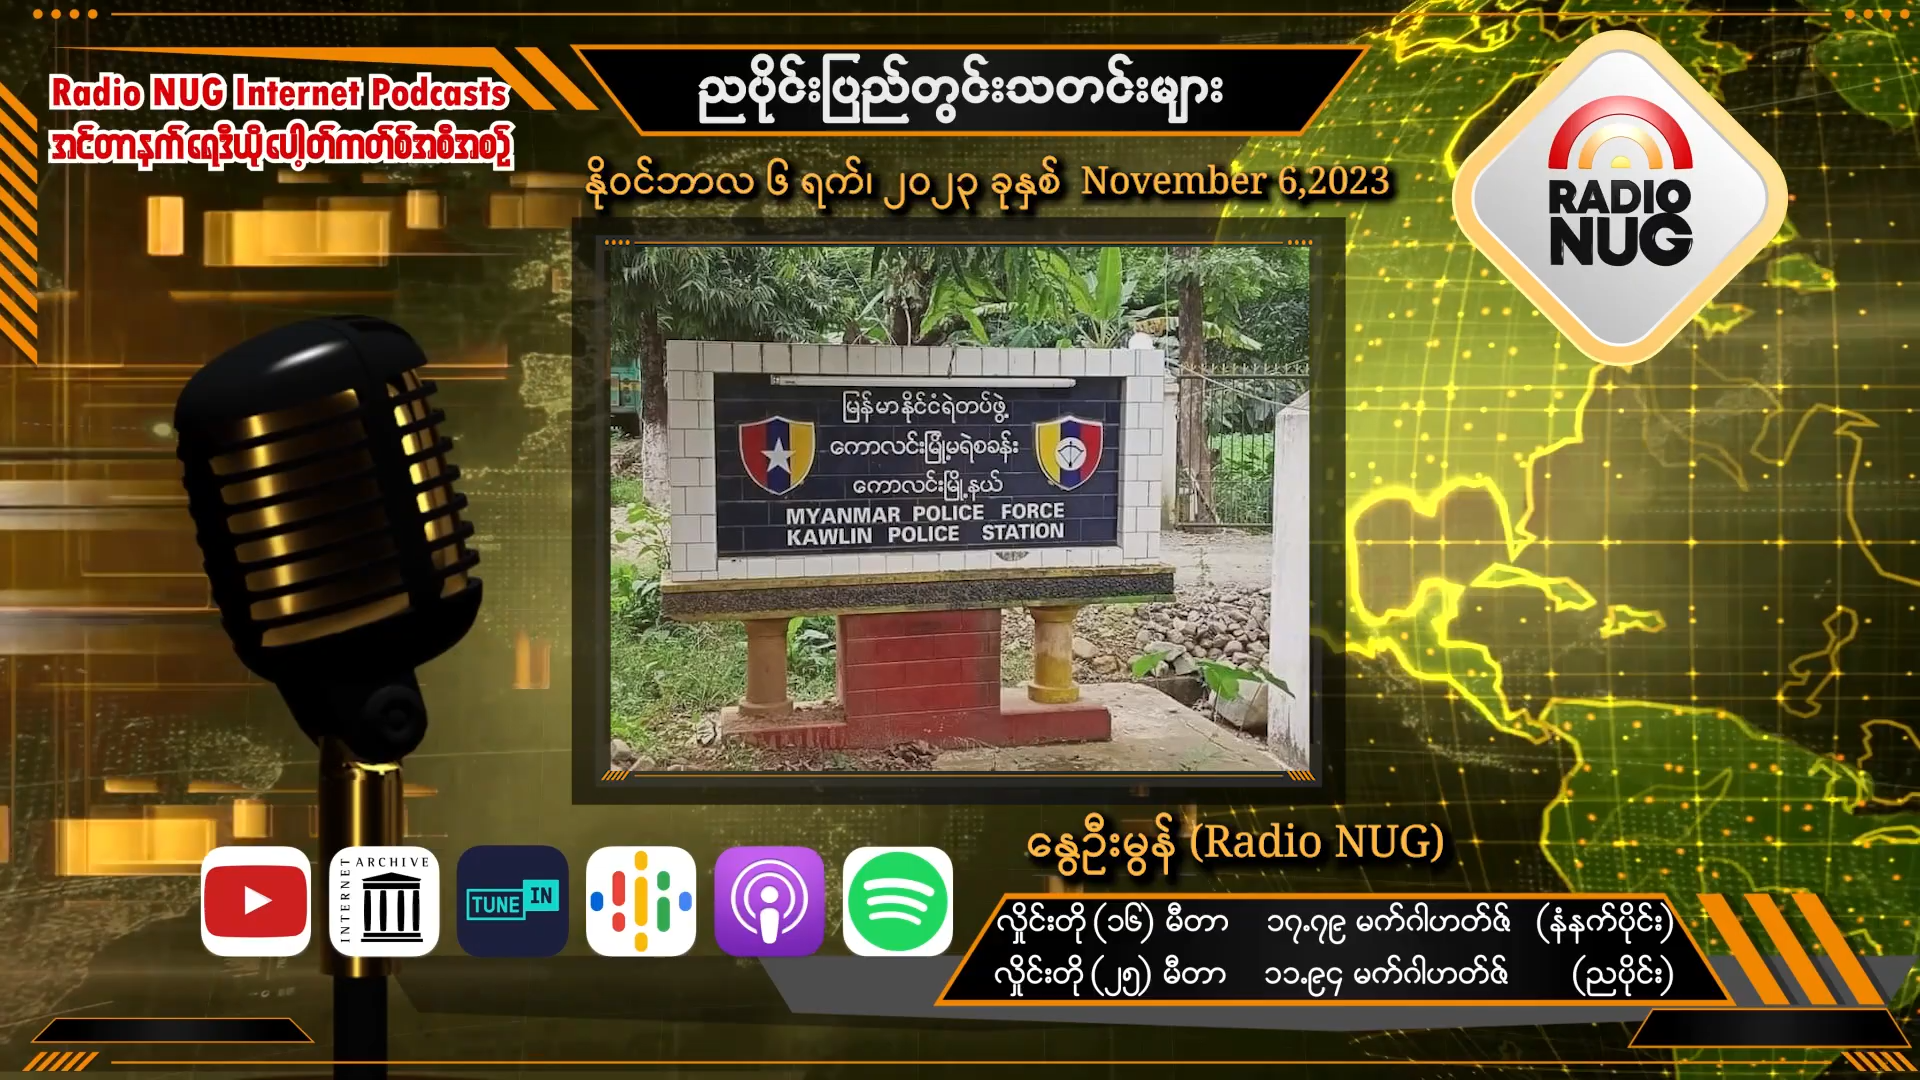 ညပိုင်းပြည်တွင်းသတင်းများ
Radio NUG Internet Podcasts
အင်တာနက်ရေဒီယိုပေါ့တ်ကတ်စ်အစီအစဉ်
နိုဝင်ဘာလ ၆ ရက်၊ ၂၀၂၃ ခုနှစ် November 6,2023
RADIO
NUG
မြန်မာနိုင်ငံရဲတပ်ဖွဲ့
ကောလင်းမြို့မရဲစခန်း
ကောလင်းမြို့နယ်
MYANMAR POLICE FORCE
KAWLIN POLICE STATION
နွေဦးမွန် (Radio NUG)
INTERNET ARCHIVE
TUNE IN
လှိုင်းတို (၁၆) မီတာ ၁၇.၇၉ မက်ဂါဟတ်ဇ် (နံနက်ပိုင်း)
လှိုင်းတို (၂၅) မီတာ ၁၁.၉၄ မက်ဂါဟတ်ဇ် (ညပိုင်း)